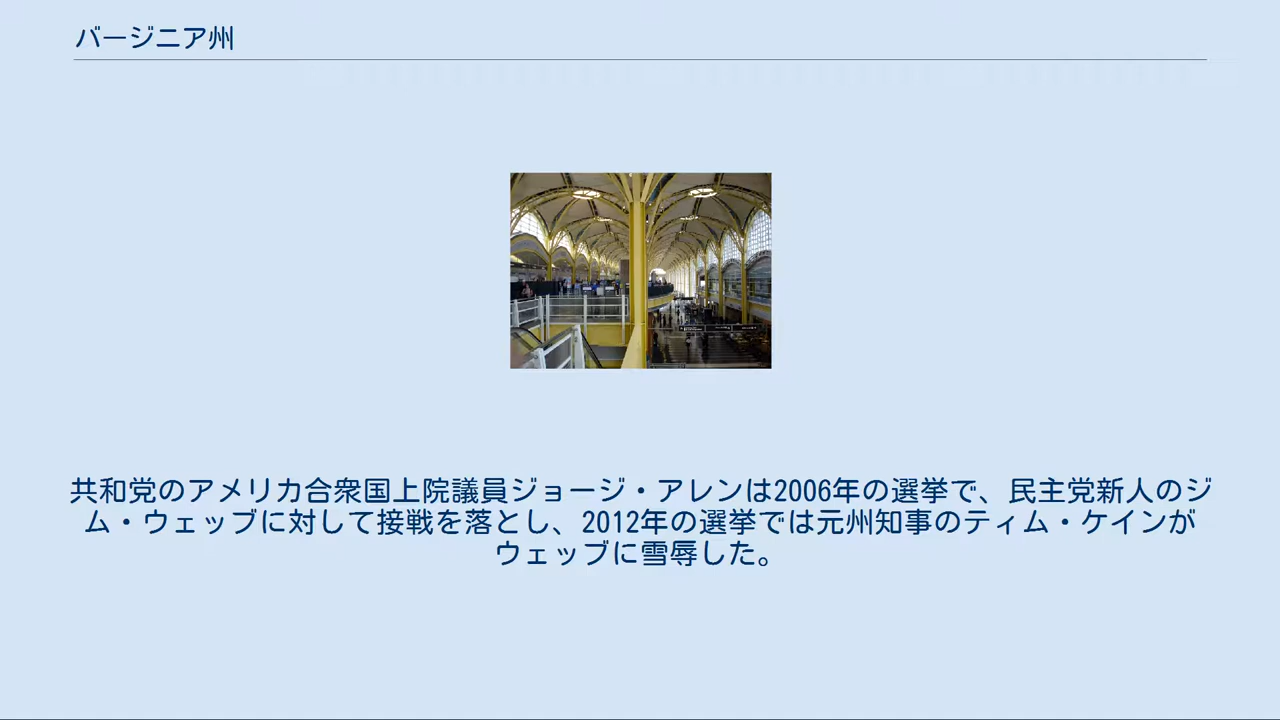 バージニア州
共和党のアメリカ合衆国上院議員ジョージ・アレンは2006年の選挙で、民主党新人のジ
ム・ウェッブに対して接戦を落とし、2012年の選挙では元州知事のティム・ケインが
ウェッブに雪辱した。